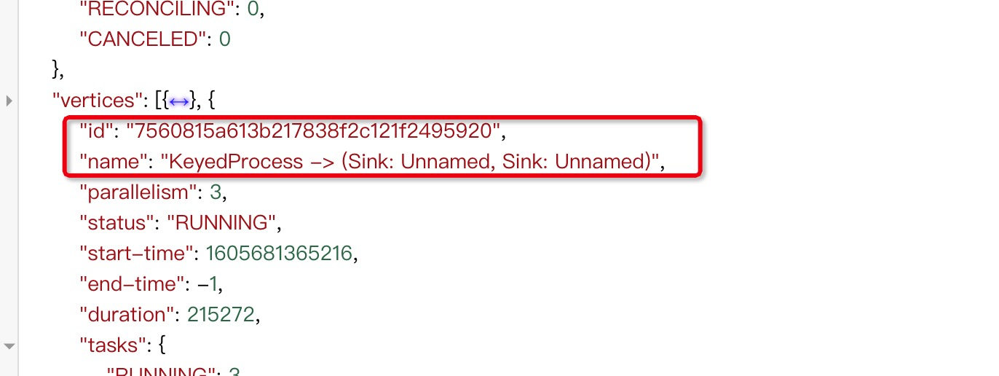 "RECONCILING": 0,
"CANCELED": 0
},
"vertices": [{↔}, {
"id": "7560815a613b217838f2c121f2495920",
"name": "KeyedProcess -> (Sink: Unnamed, Sink: Unnamed)",
"parallelism": 3,
"status": "RUNNING",
"start-time": 1605681365216,
"end-time": -1,
"duration": 215272,
"tasks": {
"RUNNING": 3